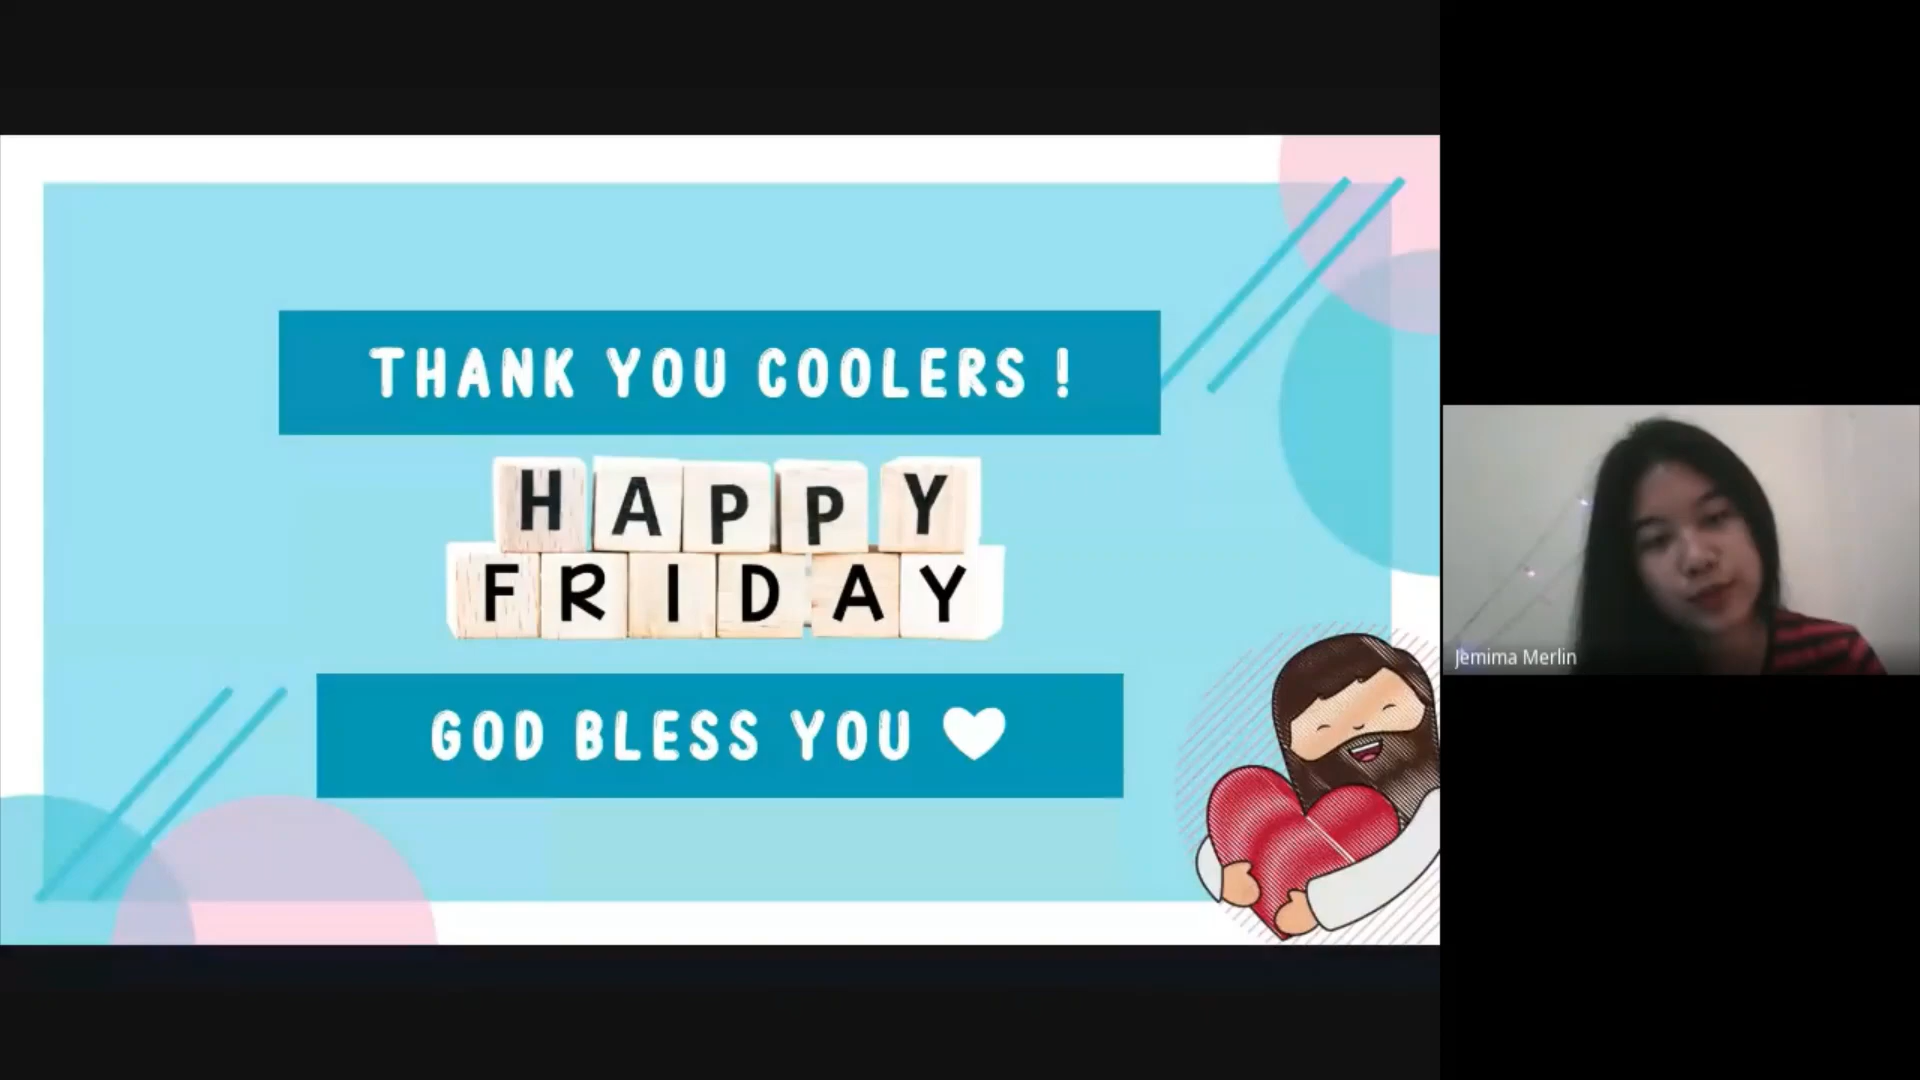 THANK YOU COOLERS !
HAPPY
FRIDAY
GOD BLESS YOU
Jemima Merlin